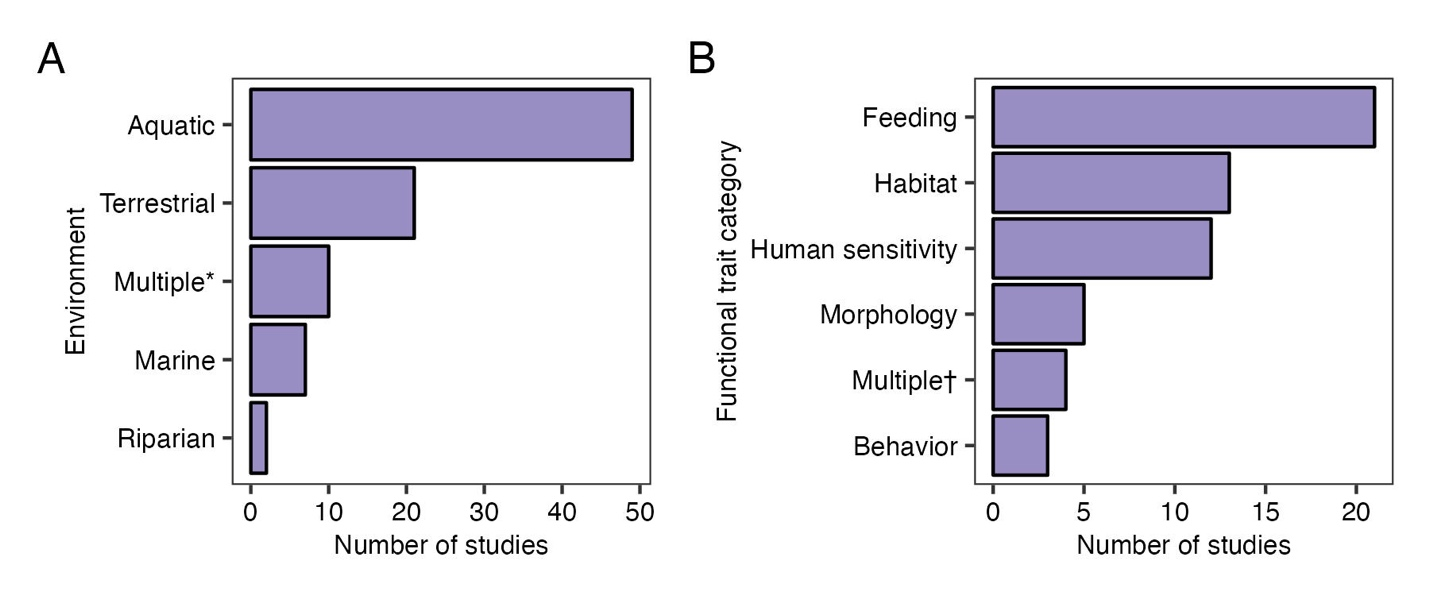 A
Environment
Aquatic
Terrestrial
Multiple*
Marine
Riparian
0 10 20 30 40 50
Number of studies
B
Functional trait category
Feeding
Habitat
Human sensitivity
Morphology
Multiple†
Behavior
0 5 10 15 20
Number of studies